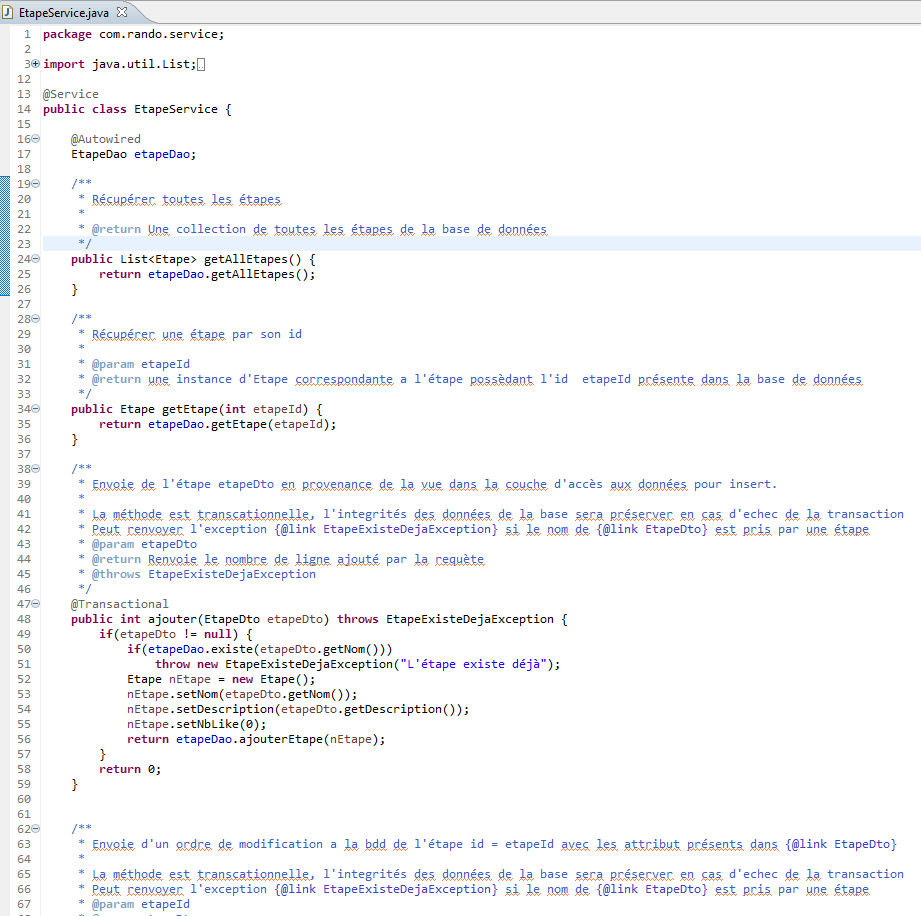 EtapeService.java
1 package com.rando.service;
2
3 import java.util.List;
12
13 @Service
14 public class EtapeService {
15
16 @Autowired
17 EtapeDao etapeDao;
18
19 /**
20 * Récupérer toutes les étapes
21 *
22 * @return Une collection de toutes les étapes de la base de données
23 */
24 public List<Etape> getAllEtapes() {
25 return etapeDao.getAllEtapes();
26 }
27
28 /**
29 * Récupérer une étape par son id
30 *
31 * @param etapeId
32 * @return une instance d'Etape correspondante a l'étape possèdant l'id  etapeId présente dans la base de données
33 */
34 public Etape getEtape(int etapeId) {
35 return etapeDao.getEtape(etapeId);
36 }
37
38 /**
39 * Envoie de l'étape etapeDto en provenance de la vue dans la couche d'accès aux données pour insert.
40 *
41 * La méthode est transcationnelle, l'integrités des données de la base sera préserver en cas d'echec de la transaction
42 * Peut renvoyer l'exception {@link EtapeExisteDejaException} si le nom de {@link EtapeDto} est pris par une étape
43 * @param etapeDto
44 * @return Renvoie le nombre de ligne ajouté par la requète
45 * @throws EtapeExisteDejaException
46 */
47 @Transactional
48 public int ajouter(EtapeDto etapeDto) throws EtapeExisteDejaException {
49 if(etapeDto != null) {
50 if(etapeDao.existe(etapeDto.getNom()))
51 throw new EtapeExisteDejaException("L'étape existe déjà");
52 Etape nEtape = new Etape();
53 nEtape.setNom(etapeDto.getNom());
54 nEtape.setDescription(etapeDto.getDescription());
55 nEtape.setNbLike(0);
56 return etapeDao.ajouterEtape(nEtape);
57 }
58 return 0;
59 }
60
61
62 /**
63 * Envoie d'un ordre de modification a la bdd de l'étape id = etapeId avec les attribut présents dans {@link EtapeDto}
64 *
65 * La méthode est transcationnelle, l'integrités des données de la base sera préserver en cas d'echec de la transaction
66 * Peut renvoyer l'exception {@link EtapeExisteDejaException} si le nom de {@link EtapeDto} est pris par une étape
67 * @param etapeId